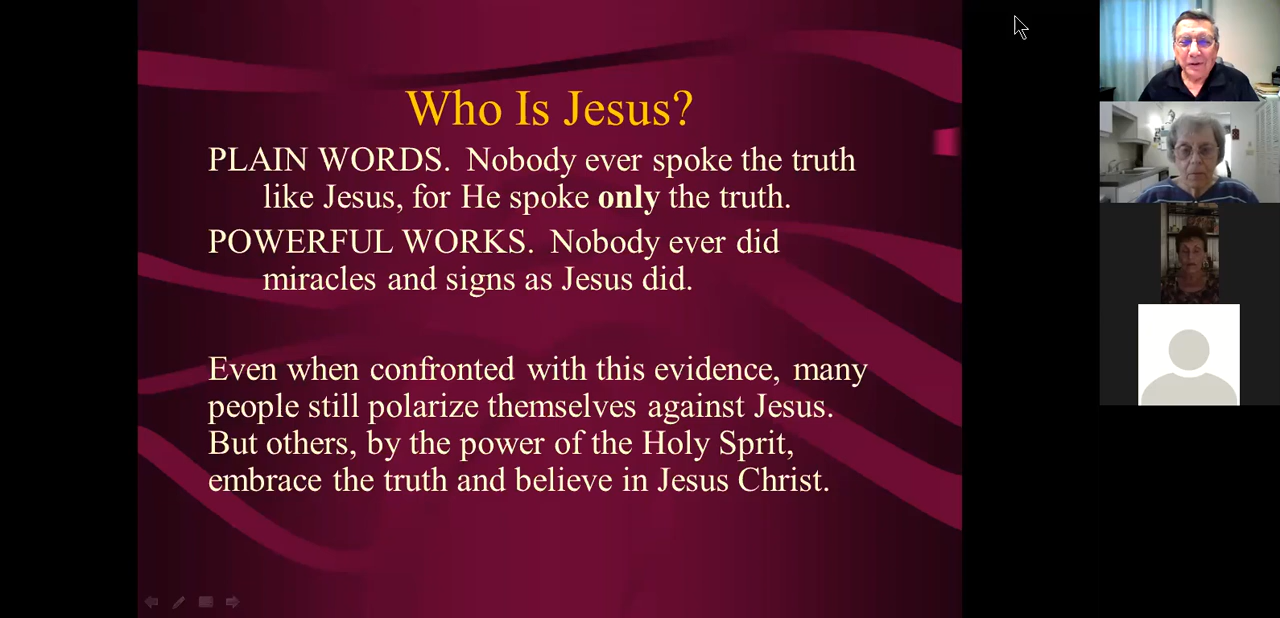 Who Is Jesus?
PLAIN WORDS.  Nobody ever spoke the truth
like Jesus, for He spoke only the truth.
POWERFUL WORKS.  Nobody ever did
miracles and signs as Jesus did.
Even when confronted with this evidence, many
people still polarize themselves against Jesus.
But others, by the power of the Holy Sprit,
embrace the truth and believe in Jesus Christ.